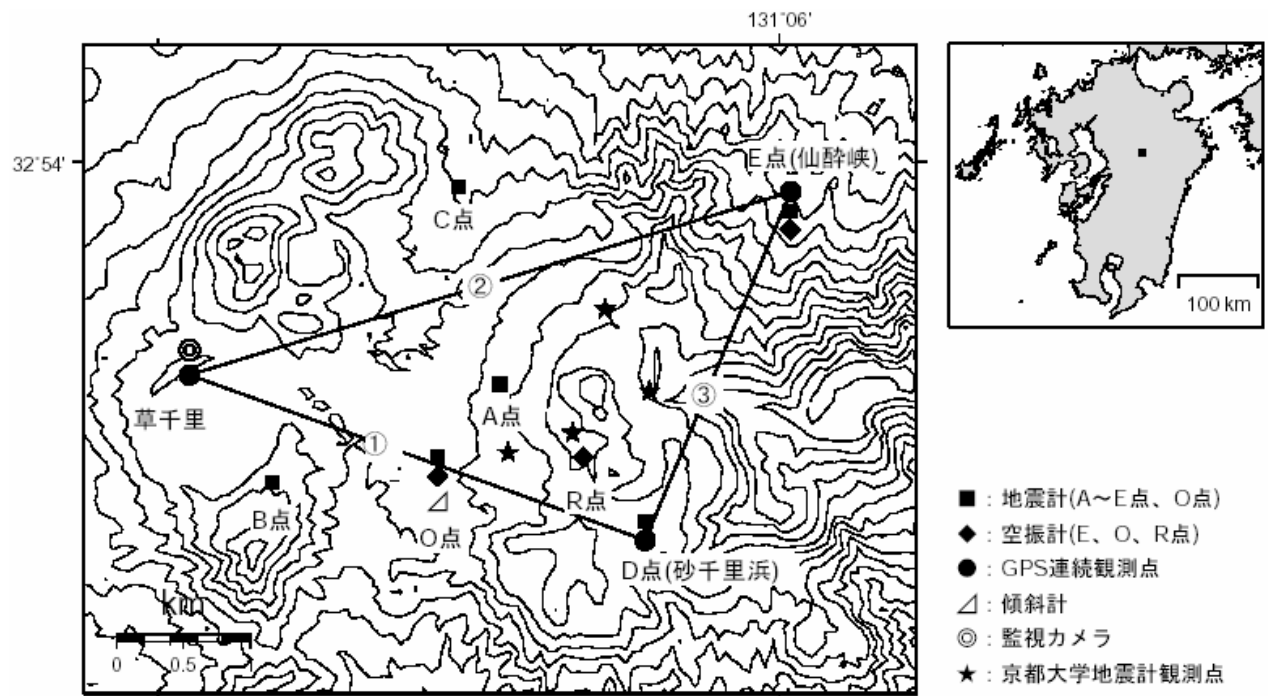 131°06'
32°54'
E点(仙酔峡)
C点
②
③
草千里
A点
①
B点
O点
R点
D点(砂千里浜)
km
0 0.5
100 km
■ : 地震計(A～E点、O点)
◆ : 空振計(E、O、R点)
● : GPS連続観測点
⊿ : 傾斜計
◎ : 監視カメラ
★ : 京都大学地震計観測点